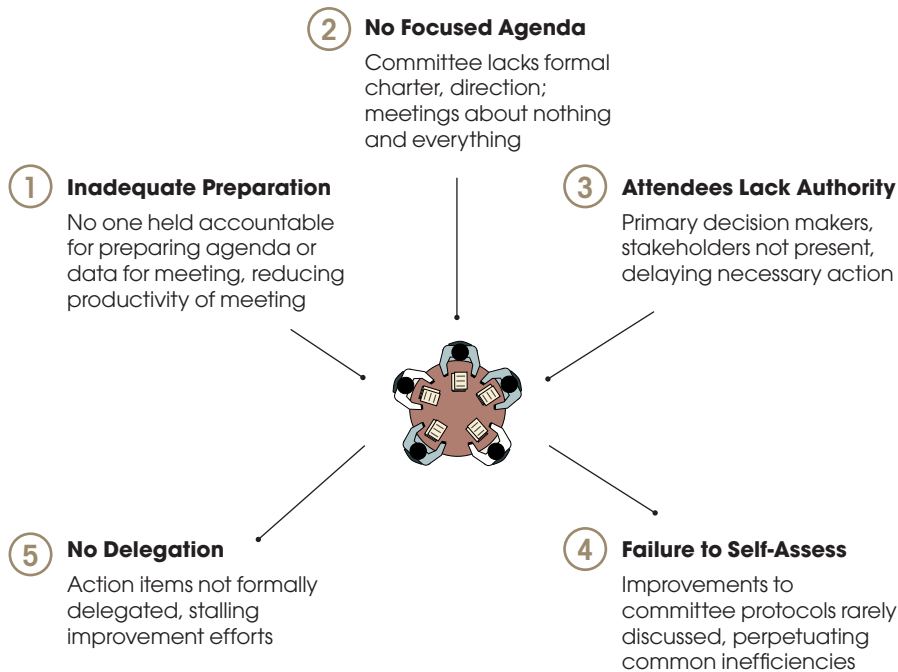 1
Inadequate Preparation
No one held accountable
for preparing agenda or
data for meeting, reducing
productivity of meeting
2
No Focused Agenda
Committee lacks formal
charter, direction;
meetings about nothing
and everything
3
Attendees Lack Authority
Primary decision makers,
stakeholders not present,
delaying necessary action
4
Failure to Self-Assess
Improvements to
committee protocols rarely
discussed, perpetuating
common inefficiencies
5
No Delegation
Action items not formally
delegated, stalling
improvement efforts